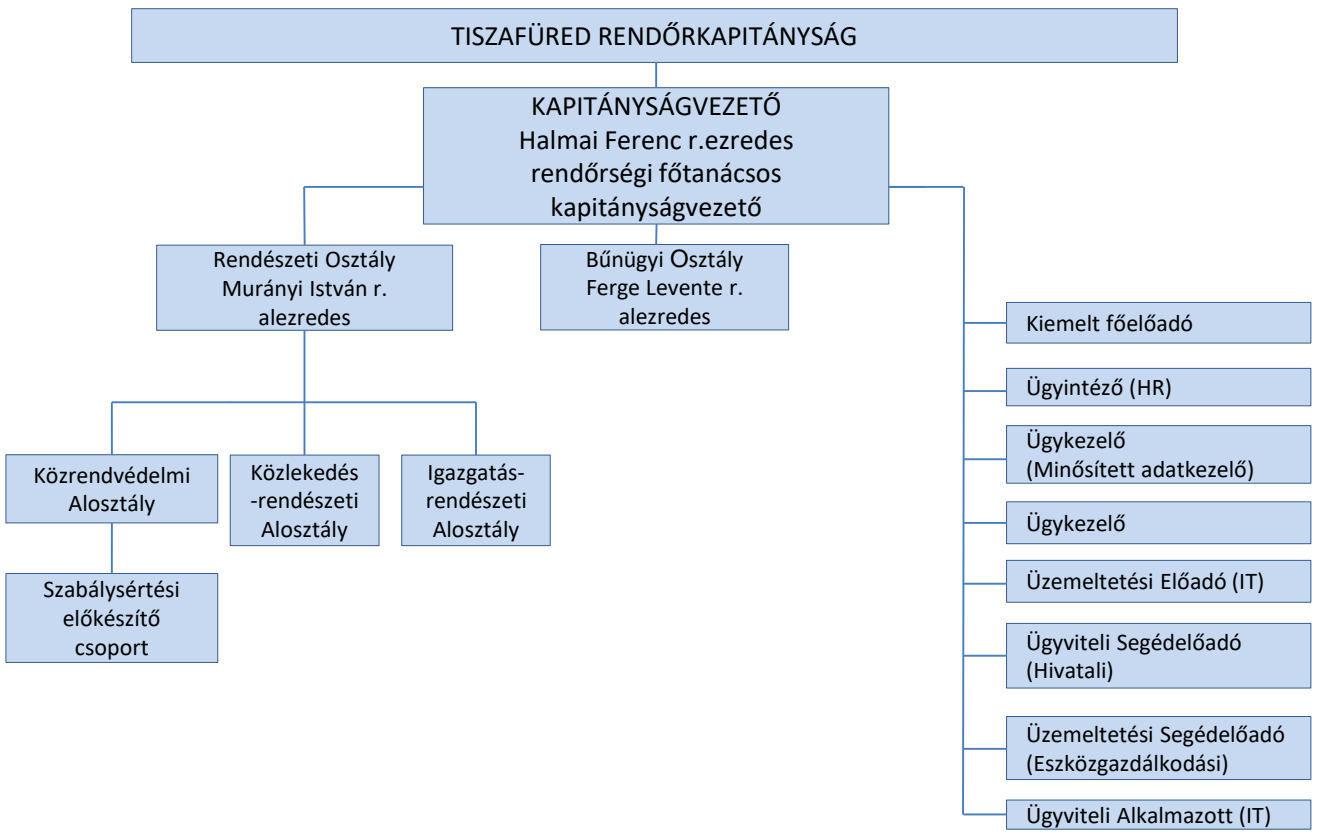 TISZAFÜRED RENDŐRKAPITÁNYSÁG
KAPITÁNYSÁGVEZETŐ
Halmai Ferenc r.ezredes
rendőrségi főtanácsos
kapitányságvezető
Rendészeti Osztály
Murányi István r.
alezredes
Bűnügyi Osztály
Ferge Levente r.
alezredes
Közrendvédelmi
Alosztály
Közlekedés
-rendészeti
Alosztály
Igazgatás-
rendészeti
Alosztály
Szabálysértési
előkészítő
csoport
Kiemelt főelőadó
Ügyintéző (HR)
Ügykezelő
(Minősített adatkezelő)
Ügykezelő
Üzemeltetési Előadó (IT)
Ügyviteli Segédelőadó
(Hivatali)
Üzemeltetési Segédelőadó
(Eszközgazdálkodási)
Ügyviteli Alkalmazott (IT)